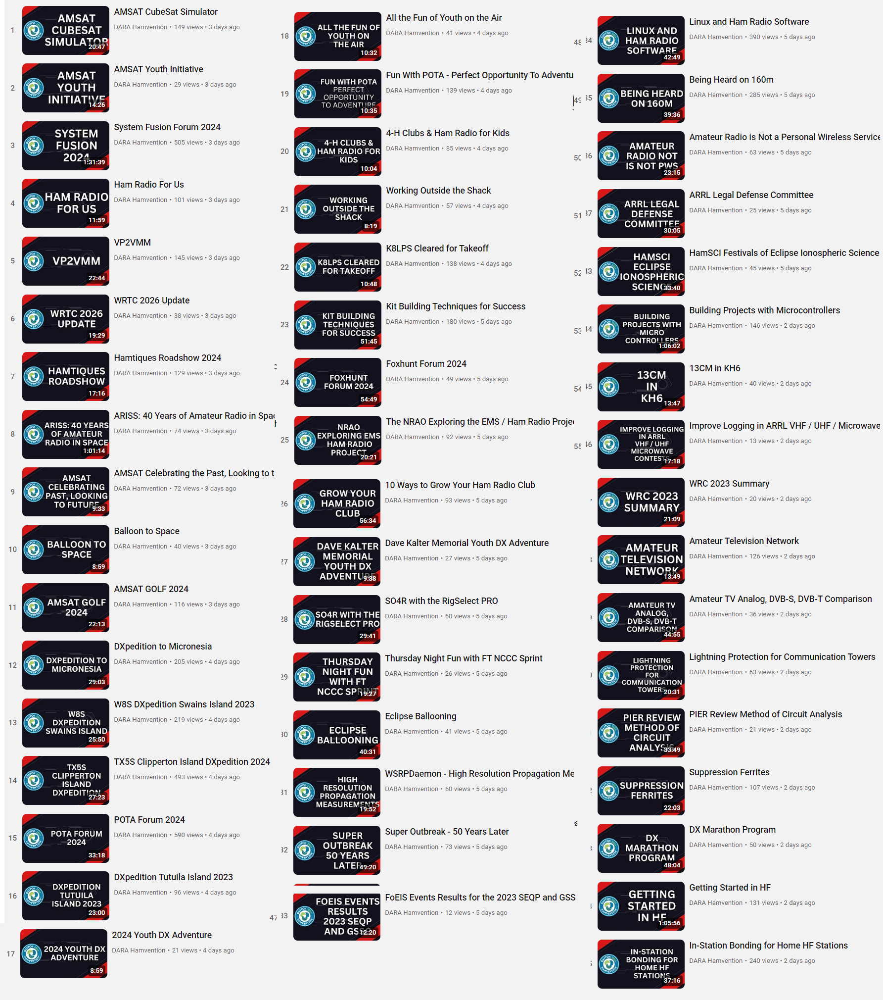 1
AMSAT
CUBESAT
SIMULATOR
20:47
AMSAT CubeSat Simulator
DARA Hamvention • 149 views • 3 days ago
2
AMSAT
YOUTH
INITIATIVE
14:26
AMSAT Youth Initiative
DARA Hamvention • 29 views • 3 days ago
3
SYSTEM
FUSION
2024
1:31:39
System Fusion Forum 2024
DARA Hamvention • 505 views • 3 days ago
4
HAM RADIO
FOR US
11:59
Ham Radio For Us
DARA Hamvention • 101 views • 3 days ago
5
VP2VMM
22:44
VP2VMM
DARA Hamvention • 145 views • 3 days ago
6
WRTC 2026
UPDATE
19:29
WRTC 2026 Update
DARA Hamvention • 38 views • 3 days ago
7
HAMTIQUES
ROADSHOW
17:16
Hamtiques Roadshow 2024
DARA Hamvention • 129 views • 3 days ago
8
ARISS: 40 YEARS
OF AMATEUR
RADIO IN SPACE
1:01:14
ARISS: 40 Years of Amateur Radio in Spac
DARA Hamvention • 74 views • 3 days ago
9
AMSAT
CELEBRATING
PAST, LOOKING
TO FUTURE
9:33
AMSAT Celebrating the Past, Looking to t
DARA Hamvention • 72 views • 3 days ago
10
BALLOON TO
SPACE
8:59
Balloon to Space
DARA Hamvention • 40 views • 3 days ago
11
AMSAT GOLF
2024
22:13
AMSAT GOLF 2024
DARA Hamvention • 116 views • 3 days ago
12
DXPEDITION TO
MICRONESIA
29:03
DXpedition to Micronesia
DARA Hamvention • 205 views • 4 days ago
13
W8S
DXPEDITION
SWAINS ISLAND
25:50
W8S DXpedition Swains Island 2023
DARA Hamvention • 219 views • 4 days ago
14
TX5S
CLIPPERTON
ISLAND
DXPEDITION
27:23
TX5S Clipperton Island DXpedition 2024
DARA Hamvention • 493 views • 4 days ago
15
POTA FORUM
2024
33:18
POTA Forum 2024
DARA Hamvention • 590 views • 4 days ago
16
DXPEDITION
TUTUILA
ISLAND 2023
23:00
DXpedition Tutuila Island 2023
DARA Hamvention • 96 views • 4 days ago
17
2024 YOUTH DX
ADVENTURE
8:59
2024 Youth DX Adventure
DARA Hamvention • 21 views • 4 days ago
18
ALL THE FUN OF
YOUTH ON
THE AIR
10:32
All the Fun of Youth on the Air
DARA Hamvention • 41 views • 4 days ago
19
FUN WITH POTA
PERFECT
OPPORTUNITY
TO ADVENTURE
10:35
Fun With POTA - Perfect Opportunity To Adventu
DARA Hamvention • 139 views • 4 days ago
20
4-H CLUBS &
HAM RADIO FOR
KIDS
10:04
4-H Clubs & Ham Radio for Kids
DARA Hamvention • 85 views • 4 days ago
21
WORKING
OUTSIDE THE
SHACK
8:19
Working Outside the Shack
DARA Hamvention • 57 views • 4 days ago
22
K8LPS CLEARED
FOR TAKEOFF
10:48
K8LPS Cleared for Takeoff
DARA Hamvention • 138 views • 4 days ago
23
KIT BUILDING
TECHNIQUES
FOR SUCCESS
51:45
Kit Building Techniques for Success
DARA Hamvention • 180 views • 5 days ago
24
FOXHUNT
FORUM 2024
54:49
Foxhunt Forum 2024
DARA Hamvention • 49 views • 5 days ago
25
NRAO
EXPLORING EMS
HAM RADIO
PROJECT
20:21
The NRAO Exploring the EMS / Ham Radio Projec
DARA Hamvention • 92 views • 5 days ago
26
GROW YOUR
HAM RADIO
CLUB
56:34
10 Ways to Grow Your Ham Radio Club
DARA Hamvention • 93 views • 5 days ago
27
DAVE KALTER
MEMORIAL
YOUTH DX
ADVENTURE
9:38
Dave Kalter Memorial Youth DX Adventure
DARA Hamvention • 27 views • 5 days ago
28
SO4R WITH THE
RIGSELECT PRO
29:41
SO4R with the RigSelect PRO
DARA Hamvention • 60 views • 5 days ago
29
THURSDAY
NIGHT FUN
WITH FT
NCCC SPRINT
19:27
Thursday Night Fun with FT NCCC Sprint
DARA Hamvention • 26 views • 5 days ago
30
ECLIPSE
BALLOONING
40:31
Eclipse Ballooning
DARA Hamvention • 41 views • 5 days ago
31
HIGH
RESOLUTION
PROPAGATION
MEASUREMENTS
19:52
WSRPDaemon - High Resolution Propagation Me
DARA Hamvention • 60 views • 5 days ago
32
SUPER
OUTBREAK
50 YEARS
LATER
49:20
Super Outbreak - 50 Years Later
DARA Hamvention • 73 views • 5 days ago
47
33
FOEIS EVENTS
RESULTS
2023 SEQP
AND GSSC
12:20
FoEIS Events Results for the 2023 SEQP and GSS
DARA Hamvention • 12 views • 5 days ago
48
34
LINUX AND
HAM RADIO
SOFTWARE
42:49
Linux and Ham Radio Software
DARA Hamvention • 390 views • 5 days ago
49
35
BEING HEARD
ON 160M
39:36
Being Heard on 160m
DARA Hamvention • 285 views • 5 days ago
50
36
AMATEUR
RADIO NOT
IS NOT PWS
23:15
Amateur Radio is Not a Personal Wireless Service
DARA Hamvention • 63 views • 5 days ago
51
37
ARRL LEGAL
DEFENSE
COMMITTEE
30:05
ARRL Legal Defense Committee
DARA Hamvention • 25 views • 5 days ago
52
43
HAMSCI
ECLIPSE
IONOSPHERIC
SCIENCE
33:40
HamSCI Festivals of Eclipse Ionospheric Science
DARA Hamvention • 45 views • 5 days ago
53
44
BUILDING
PROJECTS WITH
MICRO
CONTROLLERS
1:06:02
Building Projects with Microcontrollers
DARA Hamvention • 146 views • 2 days ago
54
45
13CM
IN
KH6
13:47
13CM in KH6
DARA Hamvention • 40 views • 2 days ago
55
46
IMPROVE LOGGING
IN ARRL
VHF / UHF
MICROWAVE
CONTESTS
17:18
Improve Logging in ARRL VHF / UHF / Microwave
DARA Hamvention • 13 views • 2 days ago
WRC 2023
SUMMARY
21:09
WRC 2023 Summary
DARA Hamvention • 20 views • 2 days ago
AMATEUR
TELEVISION
NETWORK
13:49
Amateur Television Network
DARA Hamvention • 126 views • 2 days ago
AMATEUR TV
ANALOG,
DVB-S, DVB-T
COMPARISON
44:55
Amateur TV Analog, DVB-S, DVB-T Comparison
DARA Hamvention • 36 views • 2 days ago
LIGHTNING
PROTECTION
FOR
COMMUNICATION
TOWERS
20:31
Lightning Protection for Communication Towers
DARA Hamvention • 63 views • 2 days ago
PIER REVIEW
METHOD OF
CIRCUIT
ANALYSIS
33:49
PIER Review Method of Circuit Analysis
DARA Hamvention • 21 views • 2 days ago
SUPPRESSION
FERRITES
22:03
Suppression Ferrites
DARA Hamvention • 107 views • 2 days ago
DX
MARATHON
PROGRAM
48:04
DX Marathon Program
DARA Hamvention • 50 views • 2 days ago
GETTING
STARTED
IN HF
1:05:56
Getting Started in HF
DARA Hamvention • 131 views • 2 days ago
IN-STATION
BONDING FOR
HOME HF
STATIONS
37:16
In-Station Bonding for Home HF Stations
DARA Hamvention • 240 views • 2 days ago